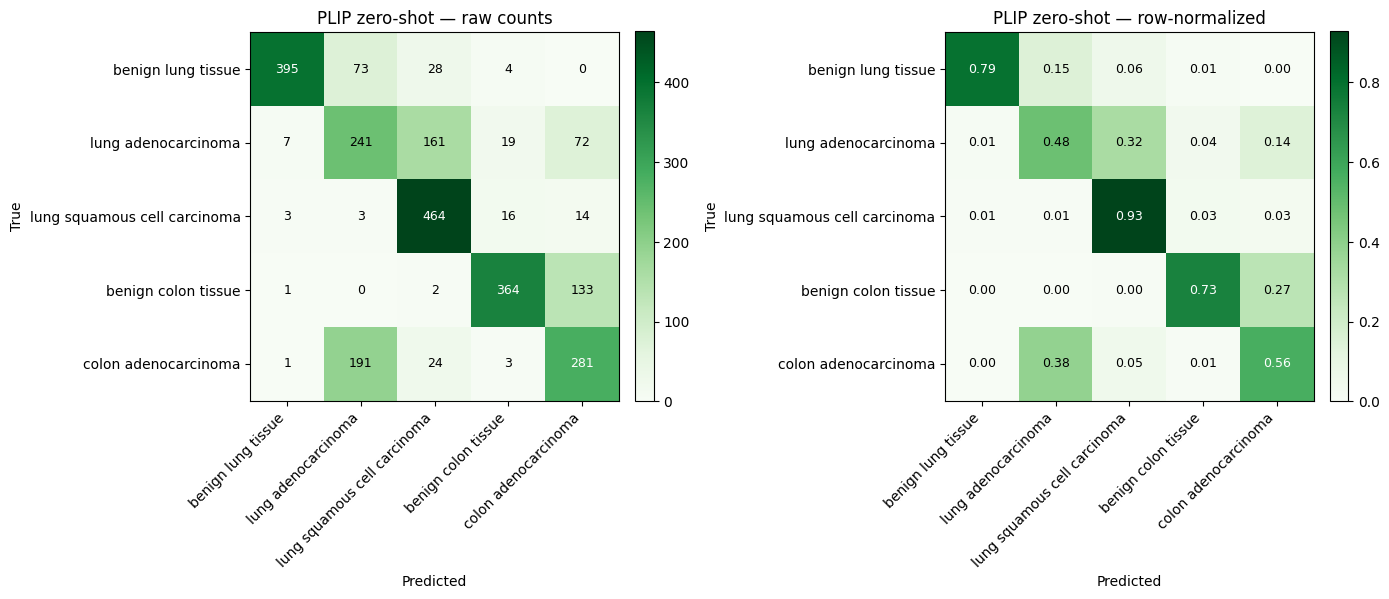 PLIP zero-shot — raw counts
True
benign lung tissue 395 73 28 4 0
lung adenocarcinoma 7 241 161 19 72
lung squamous cell carcinoma 3 3 464 16 14
benign colon tissue 1 0 2 364 133
colon adenocarcinoma 1 191 24 3 281
benign lung tissue
lung adenocarcinoma
lung squamous cell carcinoma
benign colon tissue
colon adenocarcinoma
Predicted
400
300
200
100
0
PLIP zero-shot — row-normalized
True
benign lung tissue 0.79 0.15 0.06 0.01 0.00
lung adenocarcinoma 0.01 0.48 0.32 0.04 0.14
lung squamous cell carcinoma 0.01 0.01 0.93 0.03 0.03
benign colon tissue 0.00 0.00 0.00 0.73 0.27
colon adenocarcinoma 0.00 0.38 0.05 0.01 0.56
benign lung tissue
lung adenocarcinoma
lung squamous cell carcinoma
benign colon tissue
colon adenocarcinoma
Predicted
0.8
0.6
0.4
0.2
0.0